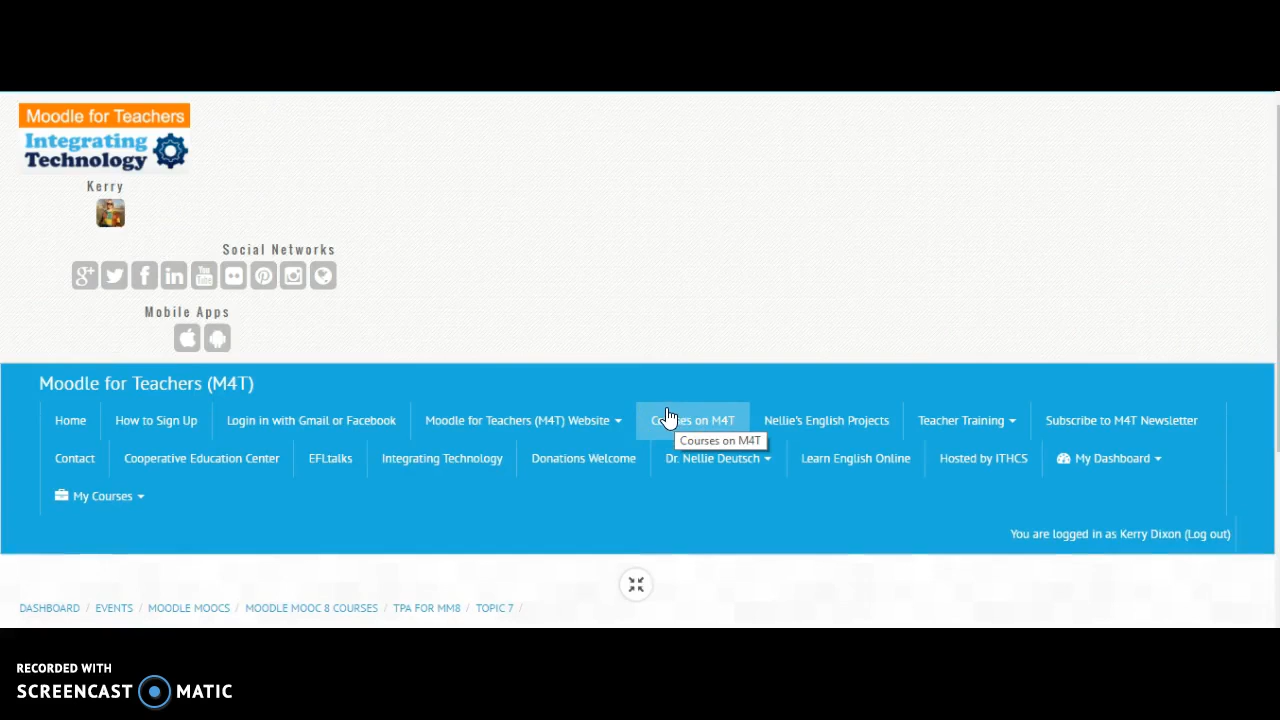 Moodle for Teachers
Integrating
Technology
Kerry
Social Networks
g+ in You Tube
Mobile Apps
Moodle for Teachers (M4T)
Home How to Sign Up Login in with Gmail or Facebook Moodle for Teachers (M4T) Website Courses on M4T Nellie's English Projects Teacher Training Subscribe to M4T Newsletter
Courses on M4T
Contact Cooperative Education Center EFLtalks Integrating Technology Donations Welcome Dr. Nellie Deutsch Learn English Online Hosted by ITHCS My Dashboard
My Courses
You are logged in as Kerry Dixon (Log out)
DASHBOARD / EVENTS / MOODLE MOOCS / MOODLE MOOC 8 COURSES / TPA FOR MM8 / TOPIC 7 /
RECORDED WITH
SCREENCAST MATIC